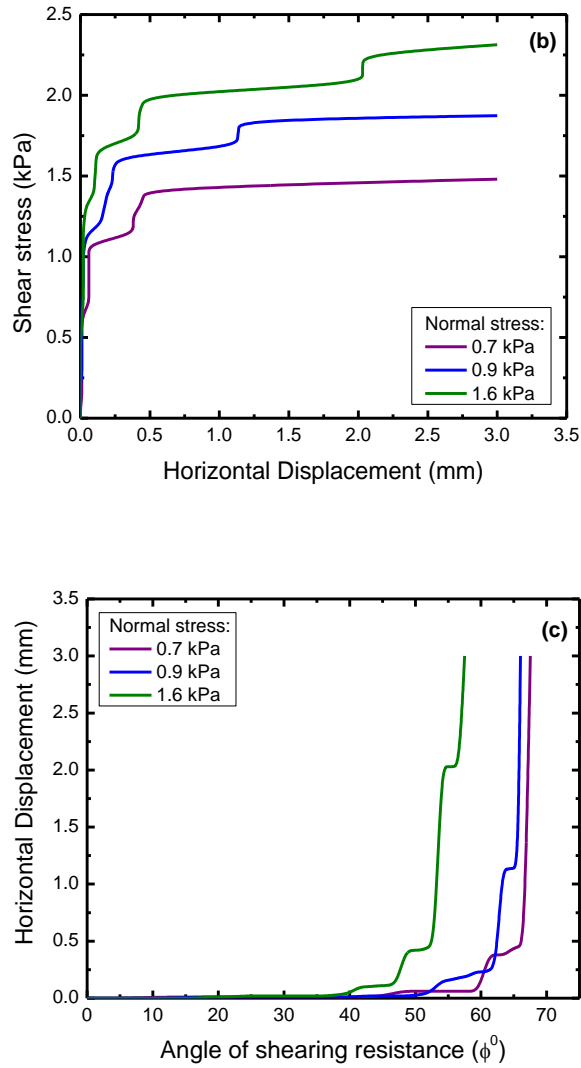 (b)
2.5
2.0
1.5
1.0
0.5
0.0
Shear stress (kPa)
Normal stress:
0.7 kPa
0.9 kPa
1.6 kPa
0.0 0.5 1.0 1.5 2.0 2.5 3.0 3.5
Horizontal Displacement (mm)
(c)
3.5
3.0
2.5
2.0
1.5
1.0
0.5
0.0
Horizontal Displacement (mm)
Normal stress:
0.7 kPa
0.9 kPa
1.6 kPa
0 10 20 30 40 50 60 70
Angle of shearing resistance (ϕ⁰)